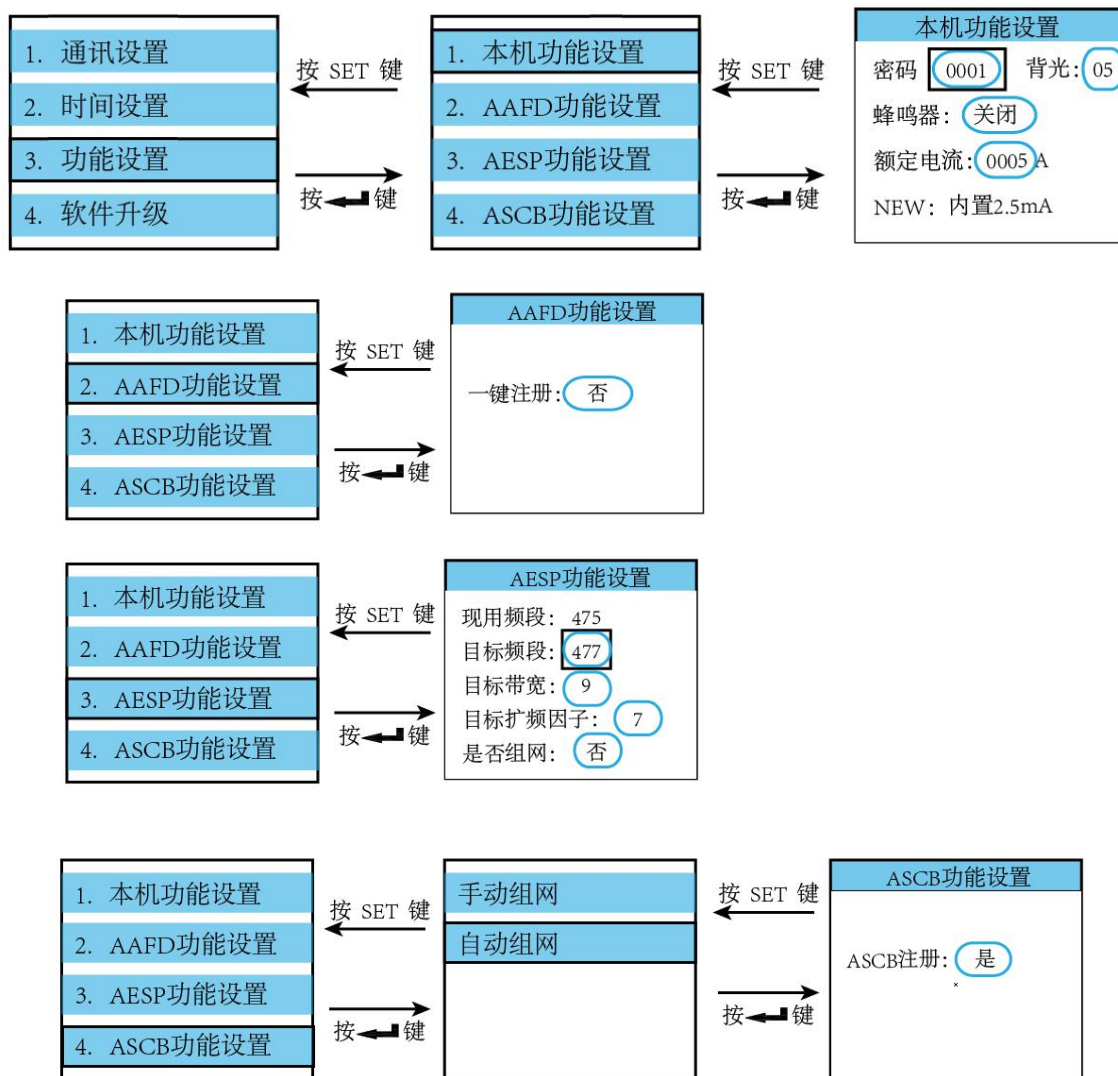 1. 通讯设置
2. 时间设置
3. 功能设置
4. 软件升级
按 SET 键
按 键
1. 本机功能设置
2. AAFD功能设置
3. AESP功能设置
4. ASCB功能设置
按 SET 键
按 键
本机功能设置
密码 0001 背光: 05
蜂鸣器: 关闭
额定电流: 0005 A
NEW: 内置2.5mA
1. 本机功能设置
2. AAFD功能设置
3. AESP功能设置
4. ASCB功能设置
按 SET 键
按 键
AAFD功能设置
一键注册: 否
1. 本机功能设置
2. AAFD功能设置
3. AESP功能设置
4. ASCB功能设置
按 SET 键
按 键
AESP功能设置
现用频段: 475
目标频段: 477
目标带宽: 9
目标扩频因子: 7
是否组网: 否
1. 本机功能设置
2. AAFD功能设置
3. AESP功能设置
4. ASCB功能设置
按 SET 键
按 键
手动组网
自动组网
按 SET 键
按 键
ASCB功能设置
ASCB注册: 是